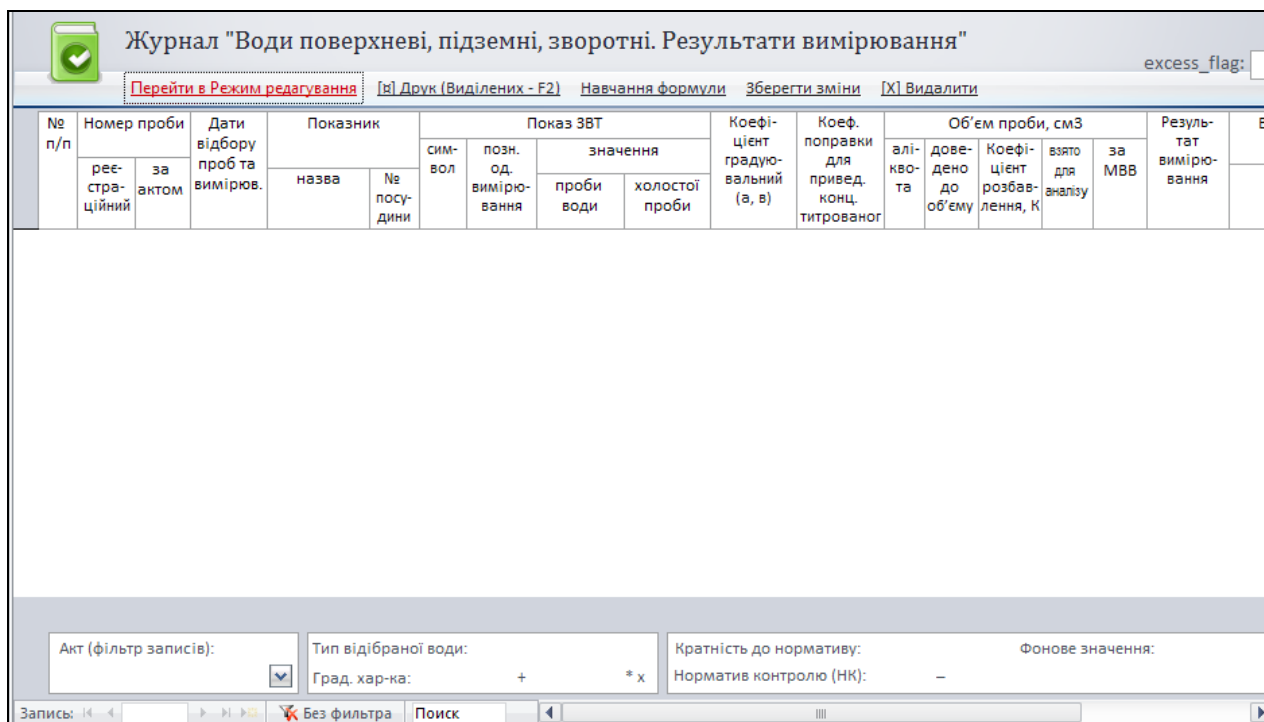 Журнал "Води поверхневі, підземні, зворотні. Результати вимірювання"
excess_flag:
Перейти в Режим редагування [¤] Друк (Виділених - F2) Навчання формули Зберегти зміни [X] Видалити
№
п/п
Номер проби
реє-
стра-
ційний
за
актом
Дати
відбору
проб та
вимірюв.
Показник
назва
№
посу-
дини
Показ ЗВТ
сим-
вол
позн.
од.
вимірю-
вання
значення
проби
води
холостої
проби
Коефі-
цієнт
градую-
вальний
(а, в)
Коеф.
поправки
для
привед.
конц.
титрованог
Об’єм проби, см3
алі-
кво-
та
дове-
дено
до
об’єму
Коефі-
цієнт
розбав-
лення, К
взято
для
аналізу
за
МВВ
Резуль-
тат
вимірю-
вання
Акт (фільтр записів):
Тип відібраної води:
Град. хар-ка: + * x
Кратність до нормативу: Фонове значення:
Норматив контролю (НК): –
Запись: Без фильтра Поиск